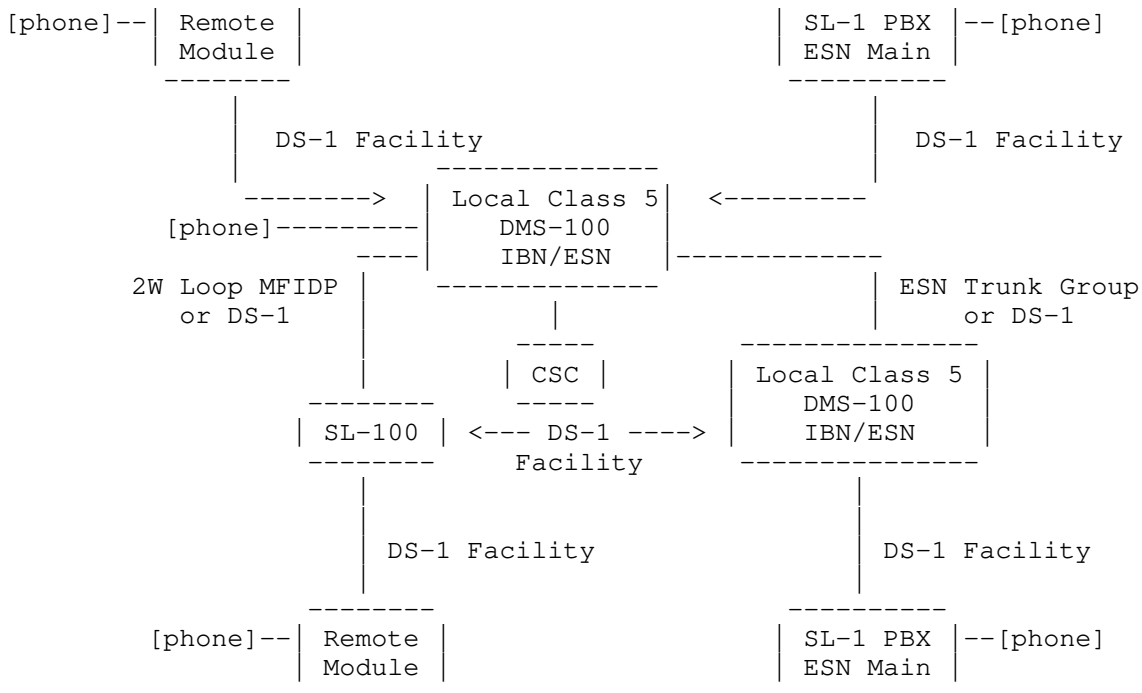 [phone]--| Remote | | SL-1 PBX |--[phone]
| Module | | ESN Main |
-------- ----------
| |
| DS-1 Facility | DS-1 Facility
| -------------- |
--------> | Local Class 5| <---------
[phone]---------| DMS-100 |
----| IBN/ESN |-------------
2W Loop MFIDP | -------------- | ESN Trunk Group
or DS-1 | | | or DS-1
| ----- ---------------
| | CSC | | Local Class 5 |
-------- ----- | DMS-100 |
| SL-100 | <--- DS-1 ----> | IBN/ESN |
-------- Facility ---------------
| |
| |
| DS-1 Facility | DS-1 Facility
| |
-------- ----------
[phone]--| Remote | | SL-1 PBX |--[phone]
| Module | | ESN Main |